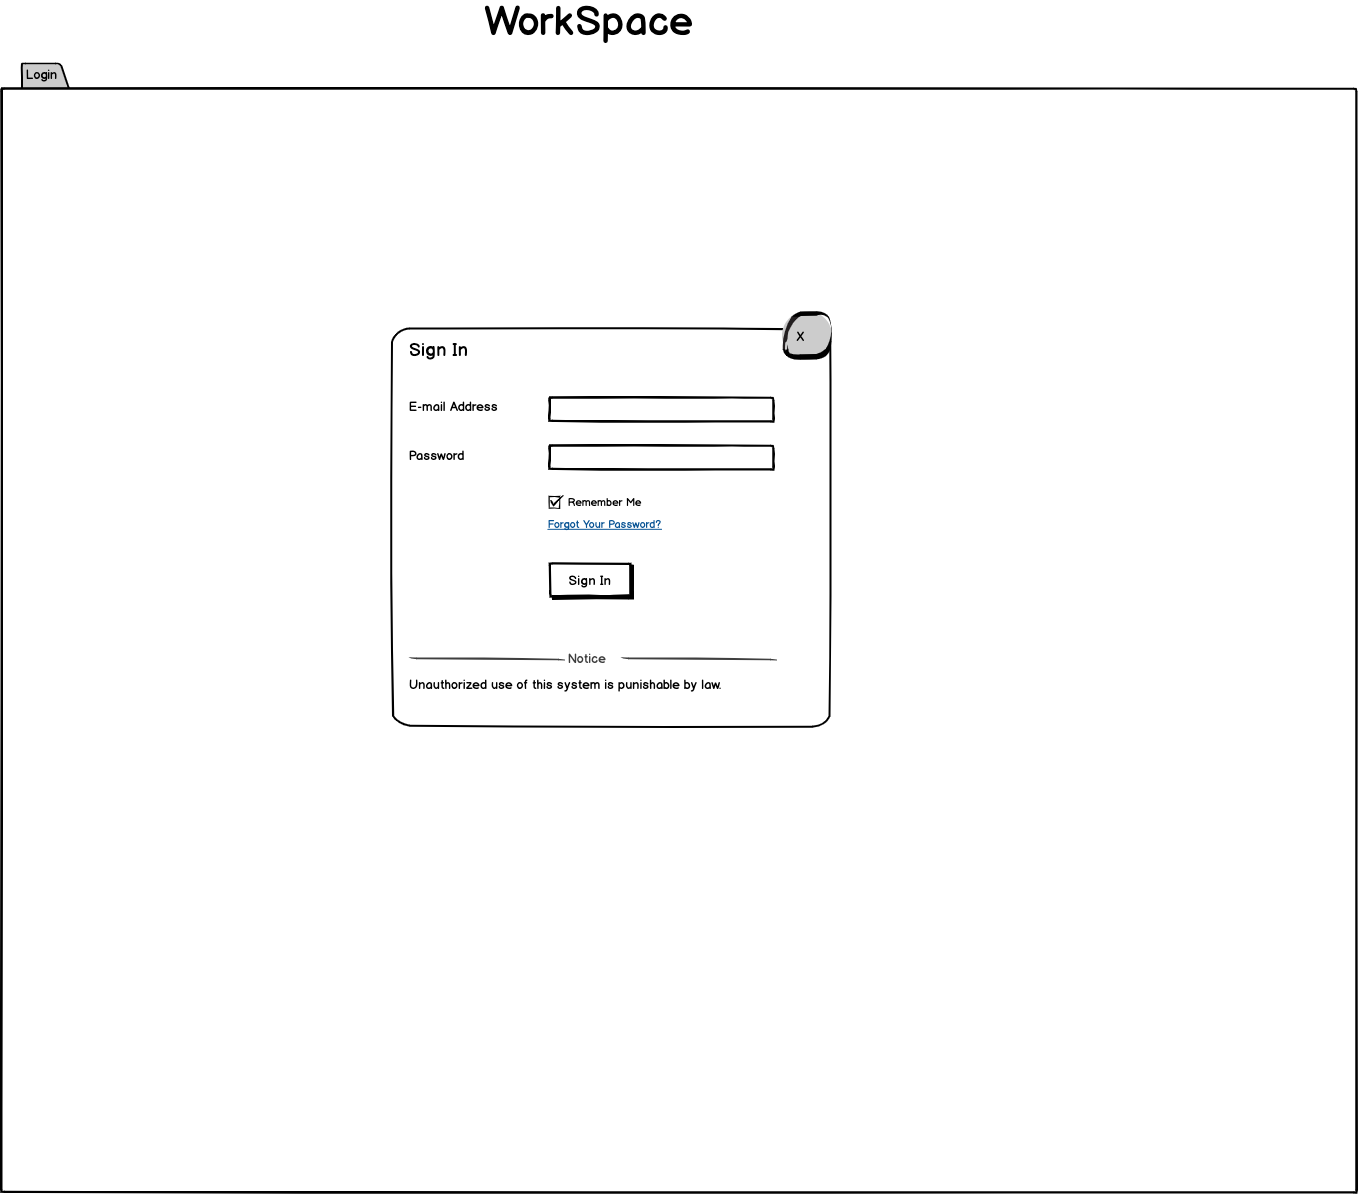 WorkSpace
Login
X
Sign In
E-mail Address
Password
Remember Me
Forgot Your Password?
Sign In
Notice
Unauthorized use of this system is punishable by law.